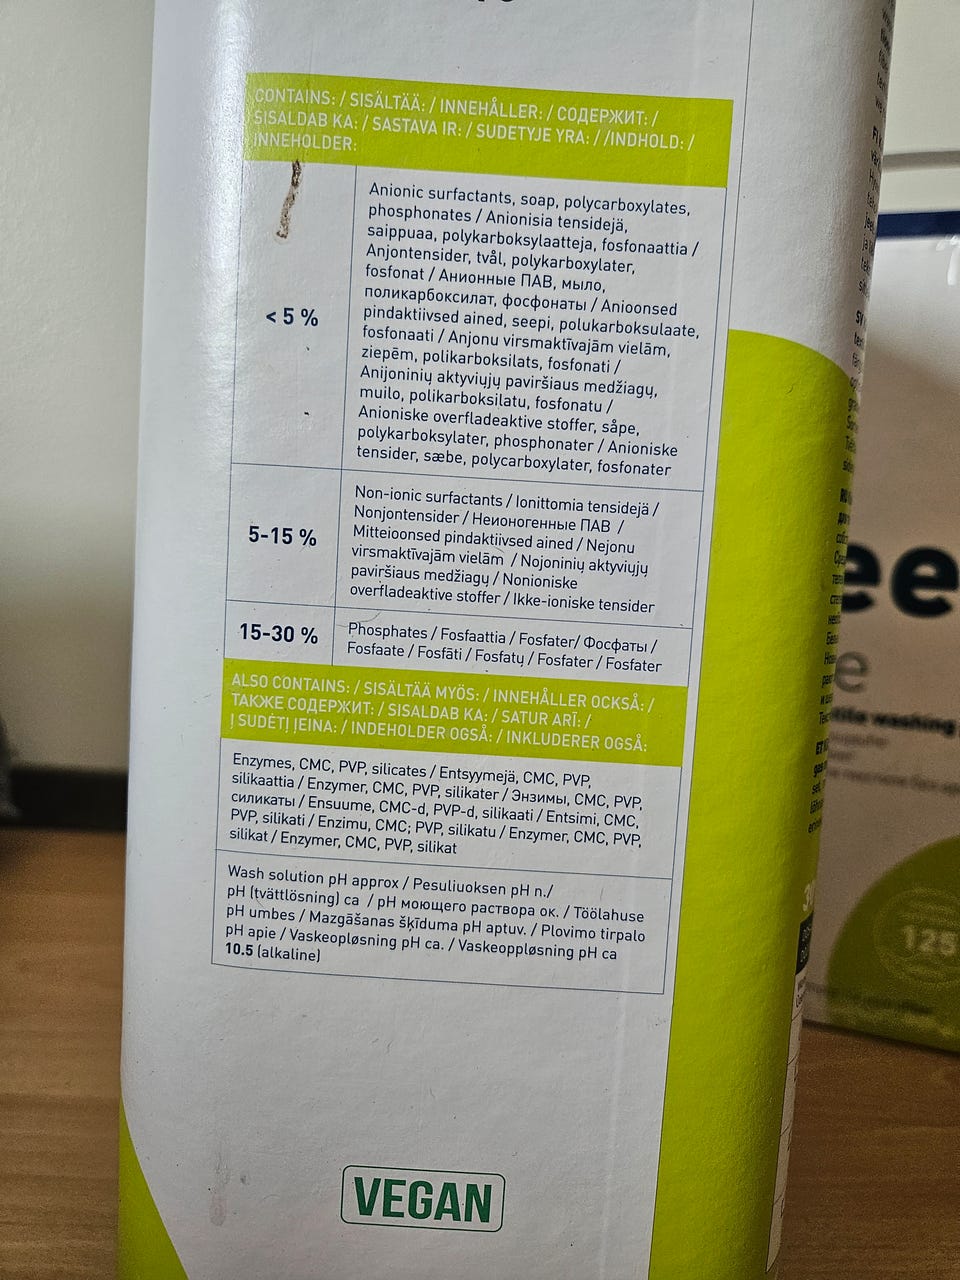 CONTAINS: / SISÄLTÄÄ: / INNEHÅLLER: / СОДЕРЖИТ: /
SISALDAB KA: / SASTAVA IR: / SUDETYJE YRA: / /INDHOLD: /
INNEHOLDER:
< 5 %
Anionic surfactants, soap, polycarboxylates,
phosphonates / Anionisia tensidejä,
saippuaa, polykarboksylaatteja, fosfonaattia /
Anjontensider, tvål, polykarboxylater,
fosfonat / Анионные ПАВ, мыло,
поликарбоксилат, фосфонаты / Anioonsed
pindaktiivsed ained, seepi, polukarboksulaate,
fosfonaati / Anjonu virsmaktīvajām vielām,
ziepēm, polikarboksilats, fosfonati /
Anijoninių aktyviųjų paviršiaus medžiagų,
muilo, polikarboksilatu, fosfonatu /
Anioniske overfladeaktive stoffer, såpe,
polykarboksylater, phosphonater / Anioniske
tensider, sæbe, polycarboxylater, fosfonater
5-15 %
Non-ionic surfactants / Ionittomia tensidejä /
Nonjontensider / Неионогенные ПАВ /
Mitteioonsed pindaktiivsed ained / Nejonu
virsmaktīvajām vielām / Nojoninių aktyviųjų
paviršiaus medžiagų / Nonioniske
overfladeaktive stoffer / Ikke-ioniske tensider
15-30 %
Phosphates / Fosfaattia / Fosfater/ Фосфаты /
Fosfaate / Fosfāti / Fosfatų / Fosfater / Fosfater
ALSO CONTAINS: / SISÄLTÄÄ MYÖS: / INNEHÅLLER OCKSÅ: /
ТАКЖЕ СОДЕРЖИТ: / SISALDAB KA: / SATUR ARĪ: /
Į SUDĖTĮ ĮEINA: / INDEHOLDER OGSÅ: / INKLUDERER OGSÅ:
Enzymes, CMC, PVP, silicates / Entsyymejä, CMC, PVP,
silikaattia / Enzymer, CMC, PVP, silikater / Энзимы, CMC, PVP,
силикаты / Ensuume, CMC-d, PVP-d, silikaati / Entsimi, CMC,
PVP, silikati / Enzimu, CMC; PVP, silikatu / Enzymer, CMC, PVP,
silikat / Enzymer, CMC, PVP, silikat
Wash solution pH approx / Pesuliuoksen pH n./
pH (tvättlösning) ca / pH моющего раствора ок. / Töölahuse
pH umbes / Mazgāšanas šķīduma pH aptuv. / Plovimo tirpalo
pH apie / Vaskeopløsning pH ca. / Vaskeoppløsning pH ca
10.5 (alkaline)
VEGAN
ee
e
washing
125